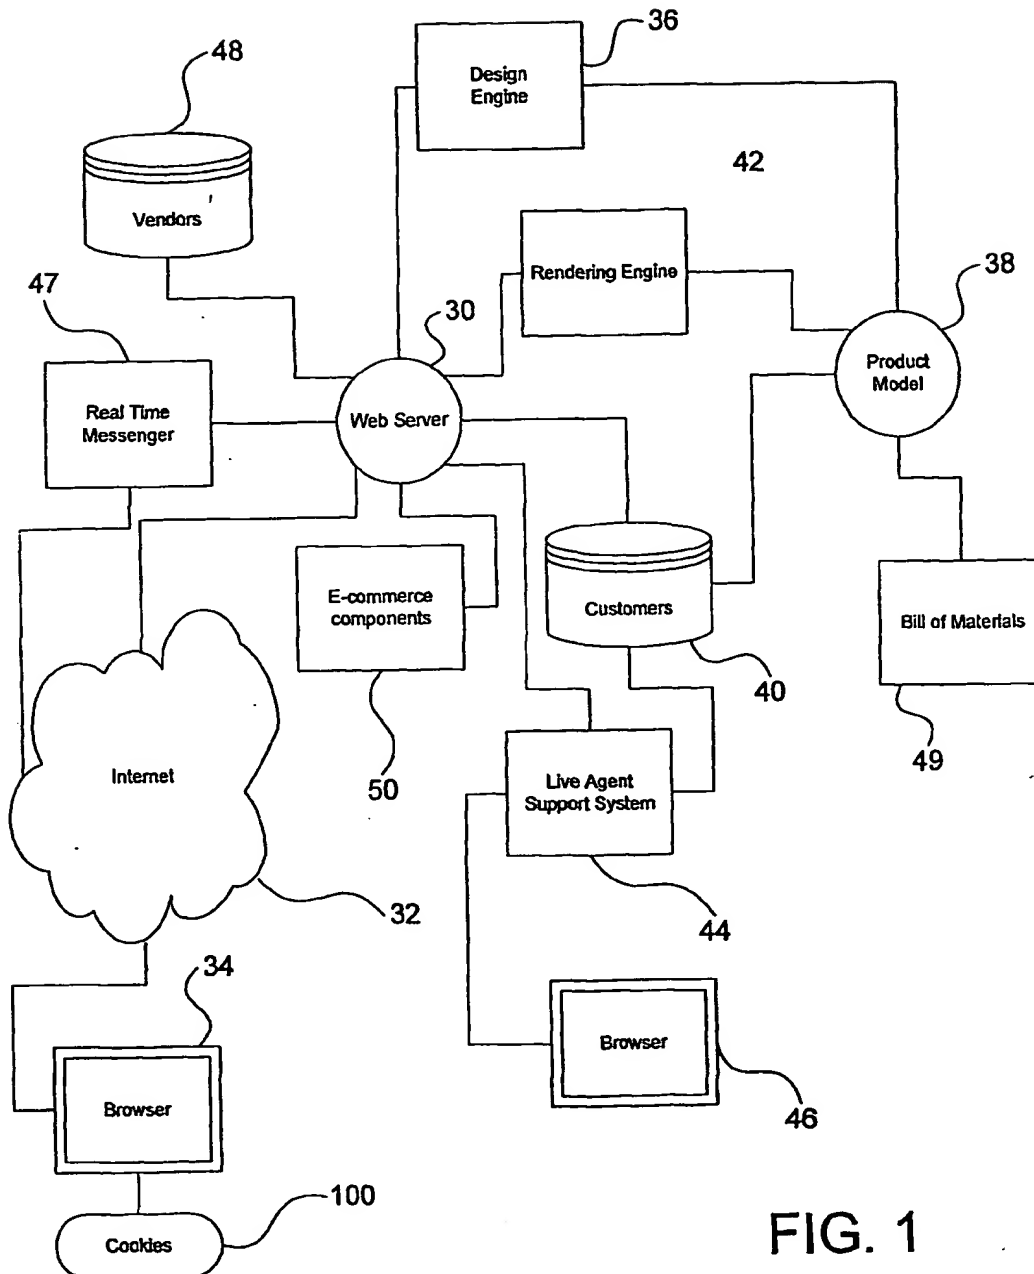 36
48
Design
Engine
42
Vendors
Rendering Engine
38
47
30
Product
Model
Real Time
Messenger
Web Server
E-commerce
components
Customers
Bill of Materials
40
49
50
Internet
Live Agent
Support System
32
44
34
Browser
46
Browser
100
Cookies
FIG. 1